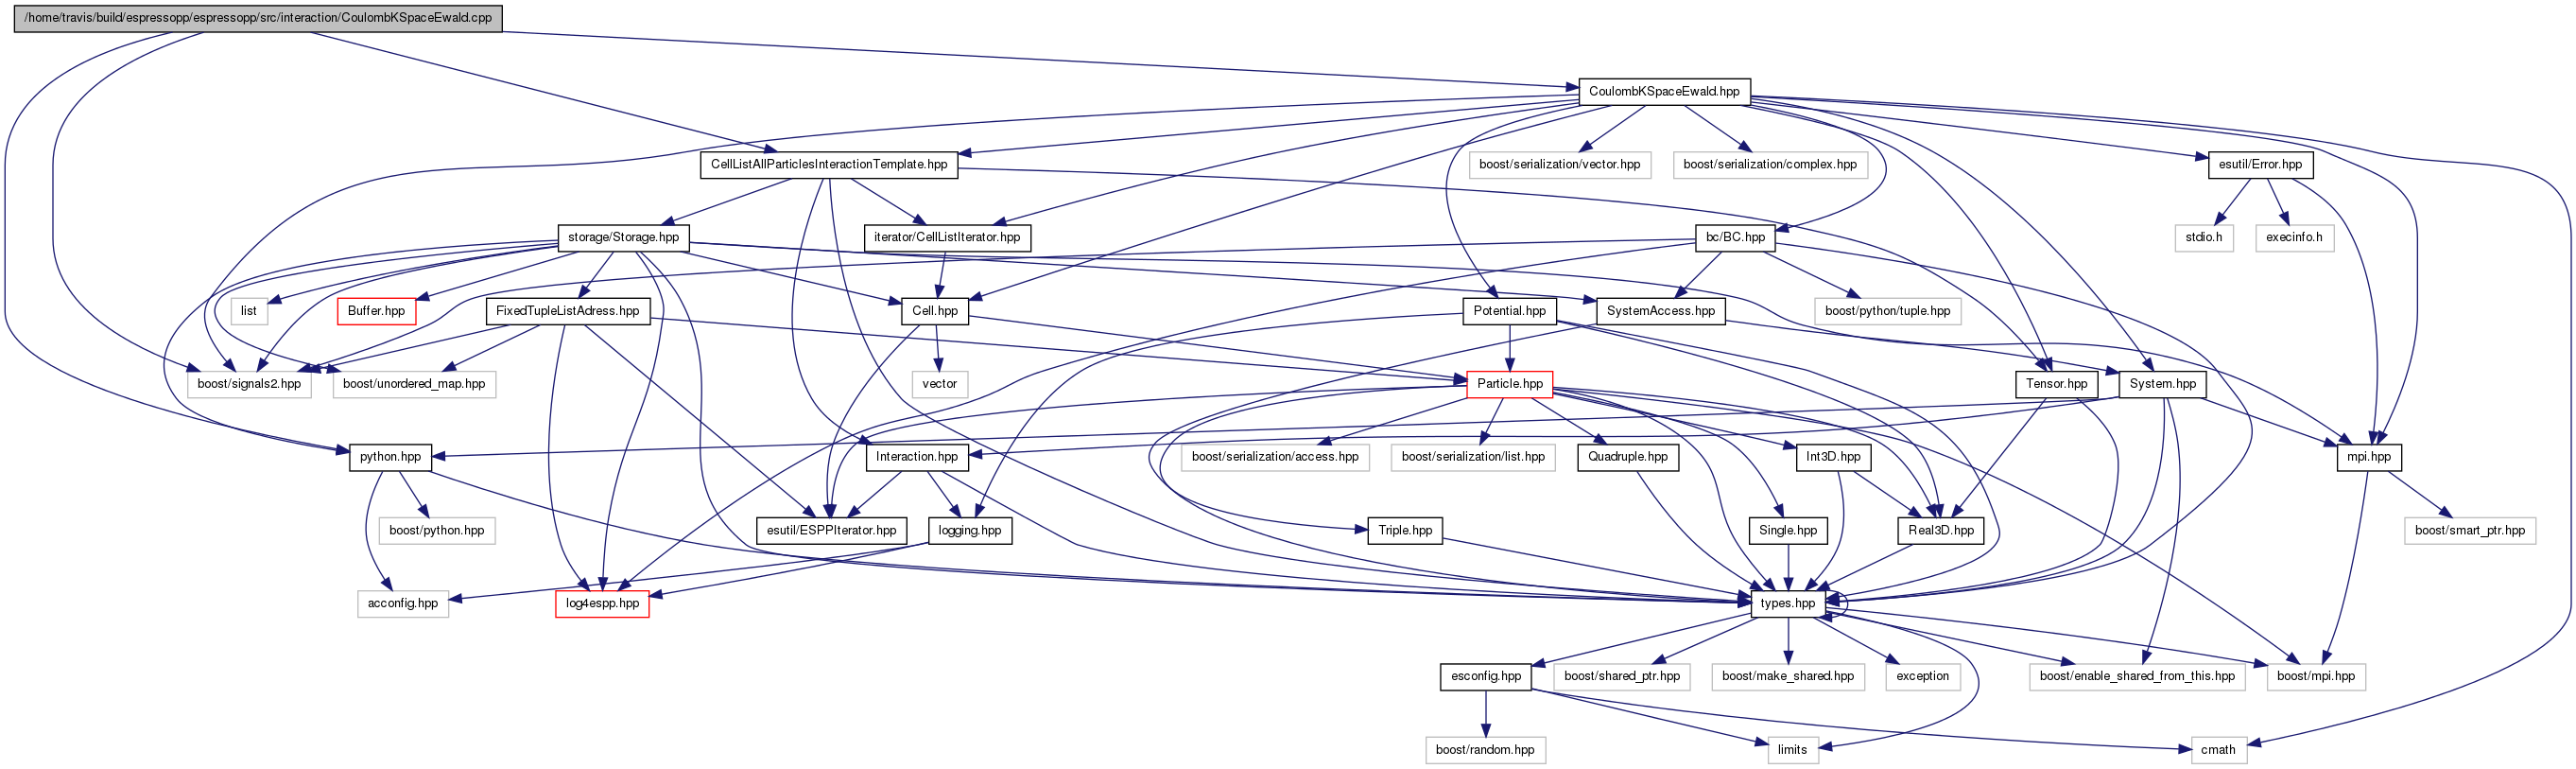 /home/travis/build/espressopp/espressopp/src/interaction/CoulombKSpaceEwald.cpp
CoulombKSpaceEwald.hpp
CellListAllParticlesInteractionTemplate.hpp
boost/serialization/vector.hpp
boost/serialization/complex.hpp
esutil/Error.hpp
storage/Storage.hpp
iterator/CellListIterator.hpp
bc/BC.hpp
stdio.h
execinfo.h
list
Buffer.hpp
FixedTupleListAdress.hpp
Cell.hpp
Potential.hpp
SystemAccess.hpp
boost/python/tuple.hpp
boost/signals2.hpp
boost/unordered_map.hpp
vector
Particle.hpp
Tensor.hpp
System.hpp
python.hpp
Interaction.hpp
boost/serialization/access.hpp
boost/serialization/list.hpp
Quadruple.hpp
Int3D.hpp
mpi.hpp
boost/python.hpp
esutil/ESPPIterator.hpp
logging.hpp
Triple.hpp
Single.hpp
Real3D.hpp
boost/smart_ptr.hpp
acconfig.hpp
log4espp.hpp
types.hpp
esconfig.hpp
boost/shared_ptr.hpp
boost/make_shared.hpp
exception
boost/enable_shared_from_this.hpp
boost/mpi.hpp
boost/random.hpp
limits
cmath